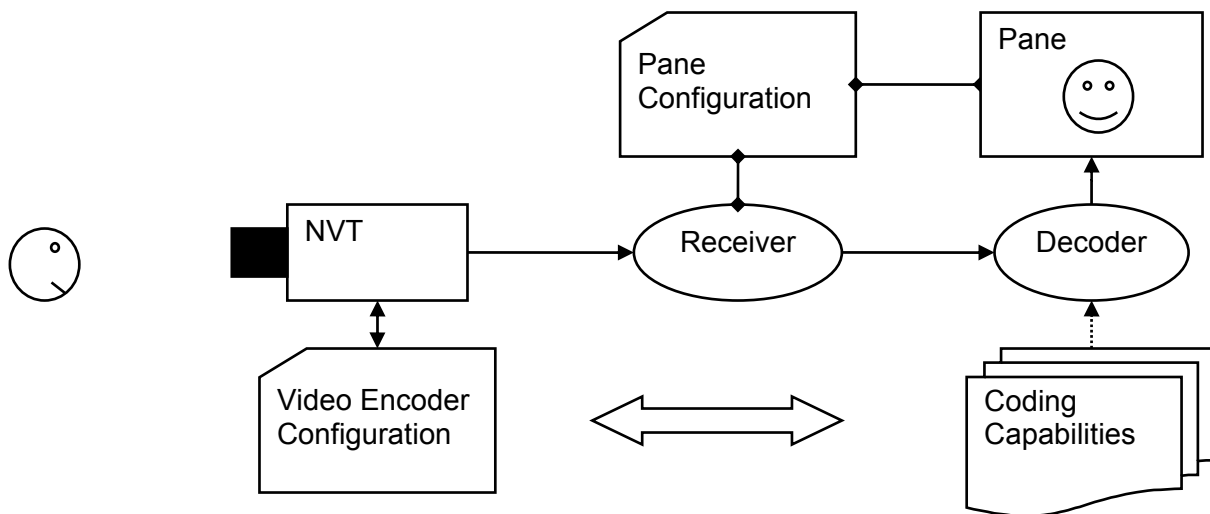 Pane
Configuration
Pane
NVT
Receiver
Decoder
Video Encoder
Configuration
Coding
Capabilities